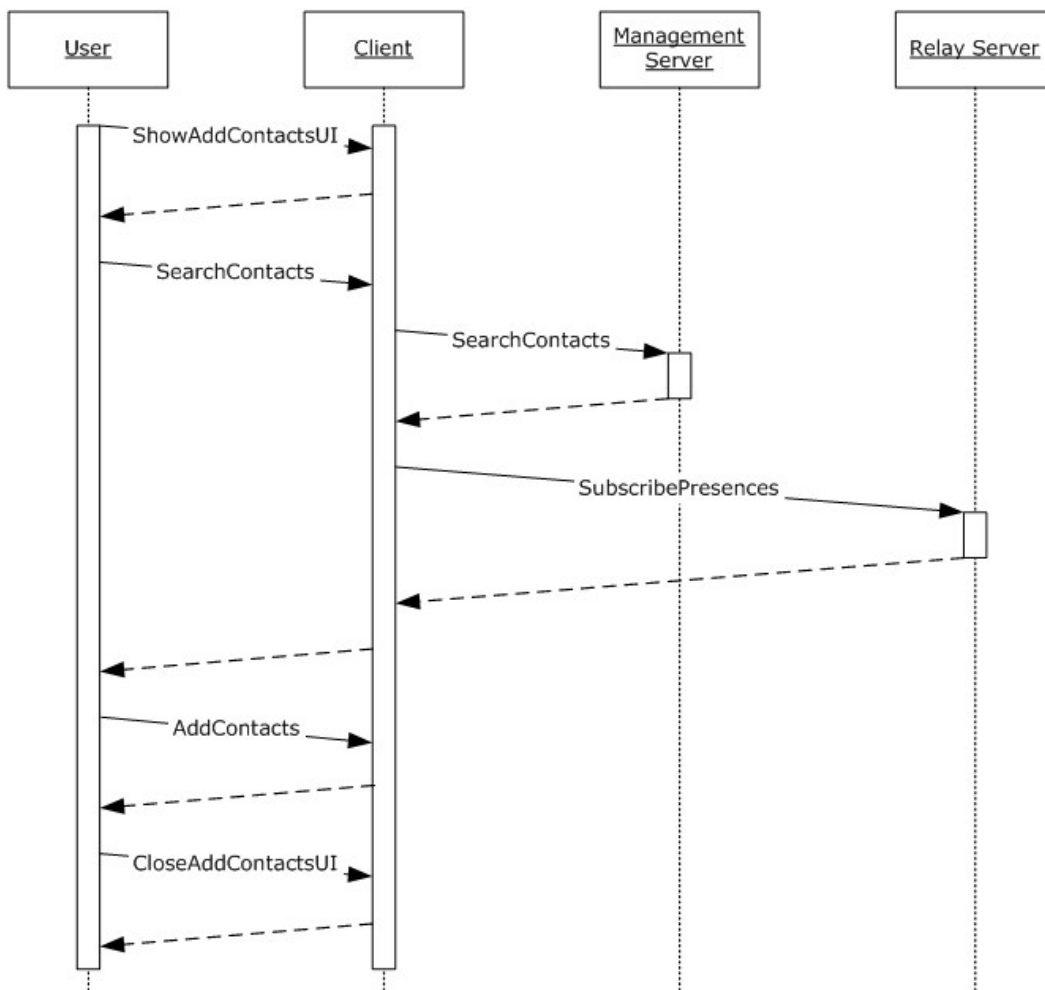 User
Client
Management
Server
Relay Server
ShowAddContactsUI
SearchContacts
SearchContacts
SubscribePresences
AddContacts
CloseAddContactsUI